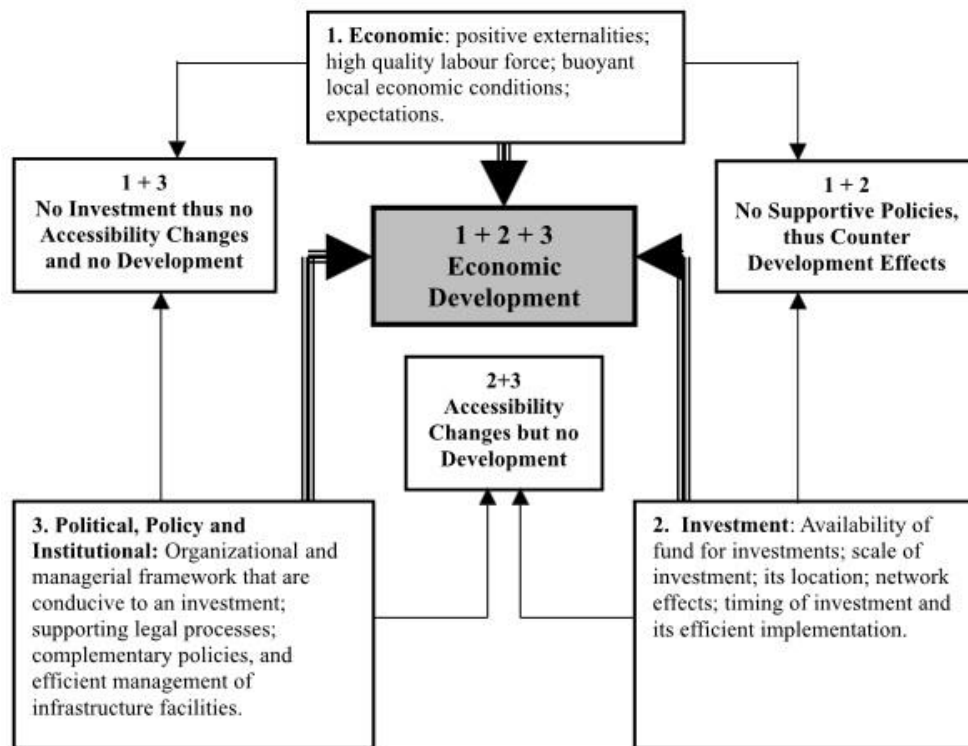 1. Economic: positive externalities;
high quality labour force; buoyant
local economic conditions;
expectations.
1 + 3
No Investment thus no
Accessibility Changes
and no Development
1 + 2 + 3
Economic
Development
1 + 2
No Supportive Policies,
thus Counter
Development Effects
2+3
Accessibility
Changes but no
Development
3. Political, Policy and
Institutional: Organizational and
managerial framework that are
conducive to an investment;
supporting legal processes;
complementary policies, and
efficient management of
infrastructure facilities.
2. Investment: Availability of
fund for investments; scale of
investment; its location; network
effects; timing of investment and
its efficient implementation.